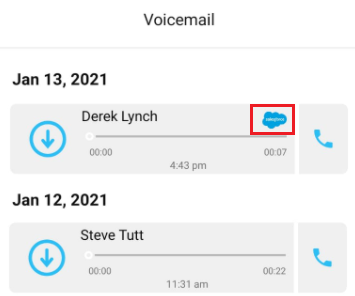 Voicemail
Jan 13, 2021
Derek Lynch
salesforce
00:00 00:07
4:43 pm
Jan 12, 2021
Steve Tutt
00:00 00:22
11:31 am